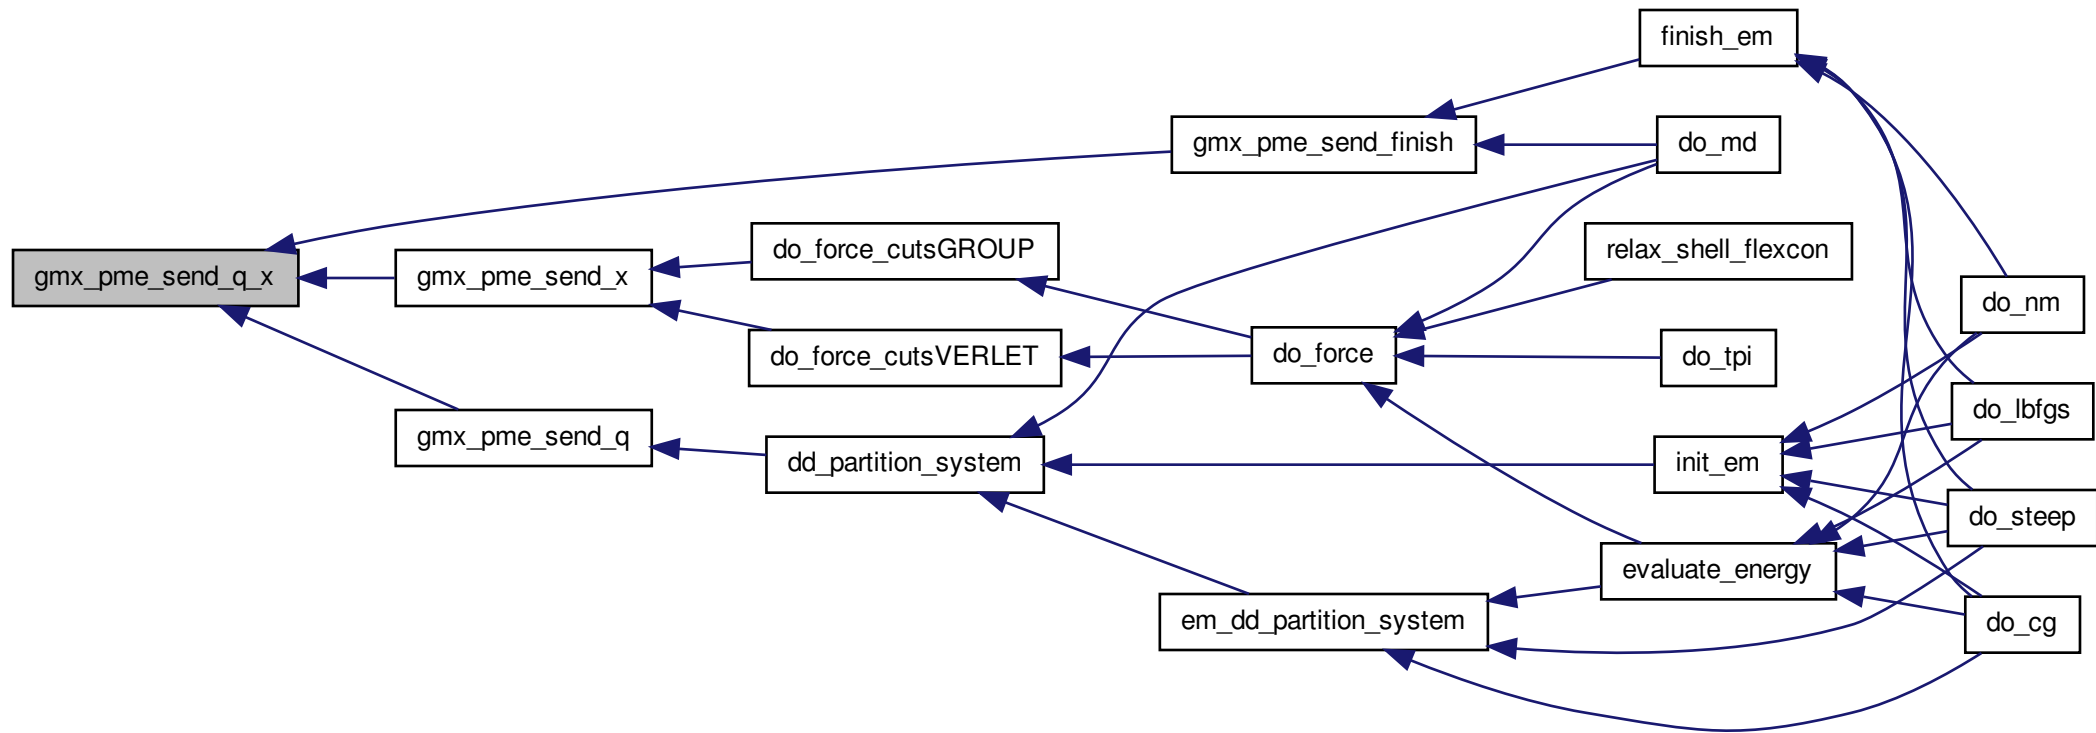 finish_em
gmx_pme_send_finish
do_md
do_force_cutsGROUP
relax_shell_flexcon
gmx_pme_send_q_x
gmx_pme_send_x
do_nm
do_force_cutsVERLET
do_force
do_tpi
do_lbfgs
gmx_pme_send_q
dd_partition_system
init_em
do_steep
evaluate_energy
em_dd_partition_system
do_cg